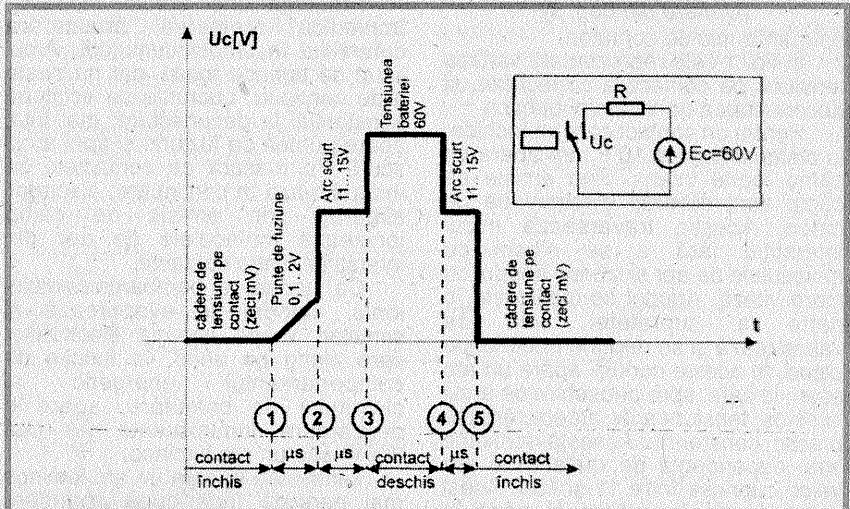 Uc[V]
Tensiunea
bateriei
60V
Arc scurt
11...15V
Arc scurt
11...15V
Punte de fuziune
0,1...2V
cădere de
tensiune pe
contact
(zeci mV)
cădere de
tensiune pe
contact
(zeci mV)
R
Uc
Ec=60V
t
1
2
3
4
5
contact
închis
µs
µs
contact
deschis
µs
contact
închis